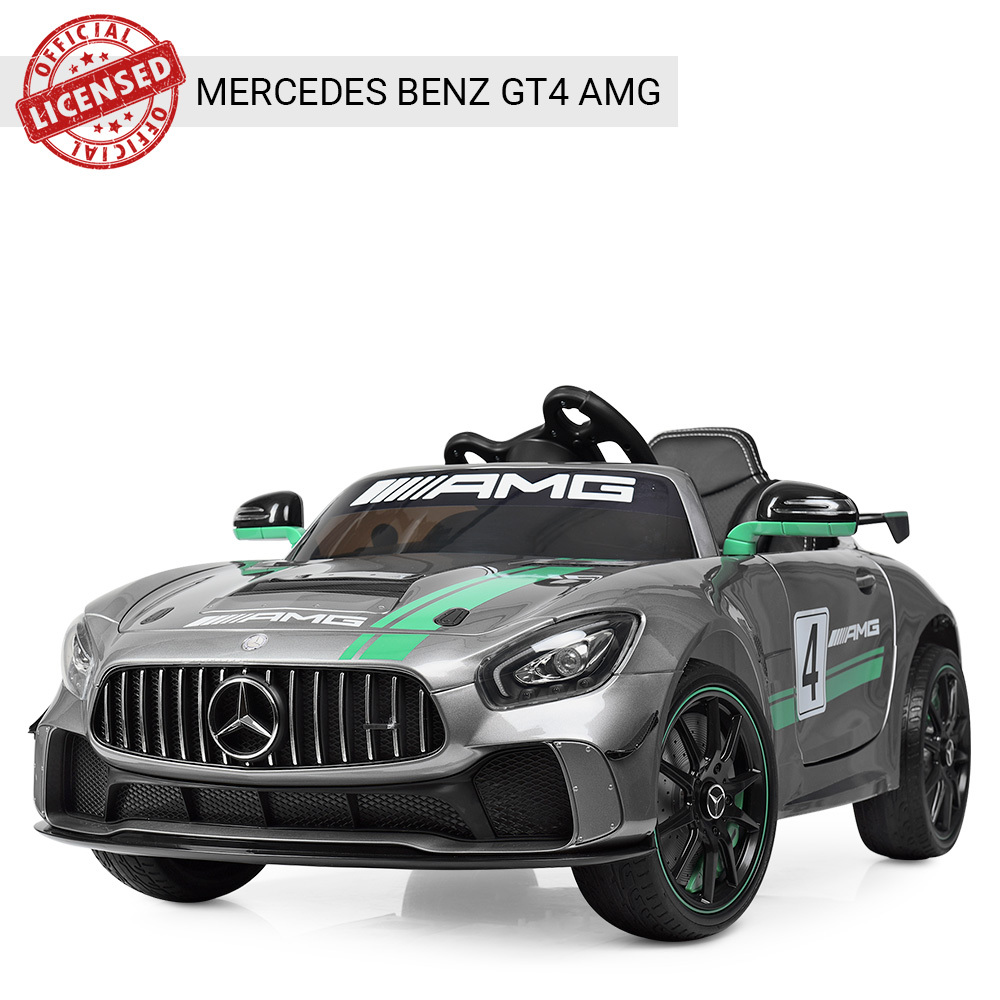 OFFICIAL
LICENSED
OFFICIAL
MERCEDES BENZ GT4 AMG
AMG
AMG
4
AMG